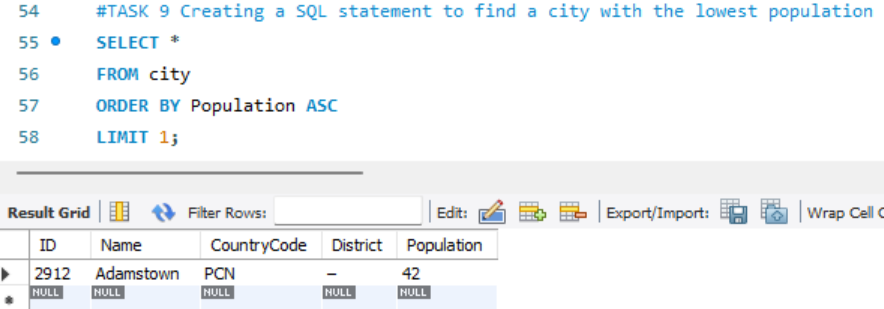 54 #TASK 9 Creating a SQL statement to find a city with the lowest population
55 SELECT *
56 FROM city
57 ORDER BY Population ASC
58 LIMIT 1;
Result Grid Filter Rows: Edit: Export/Import: Wrap Cell C
ID Name CountryCode District Population
2912 Adamstown PCN – 42
NULL NULL NULL NULL NULL